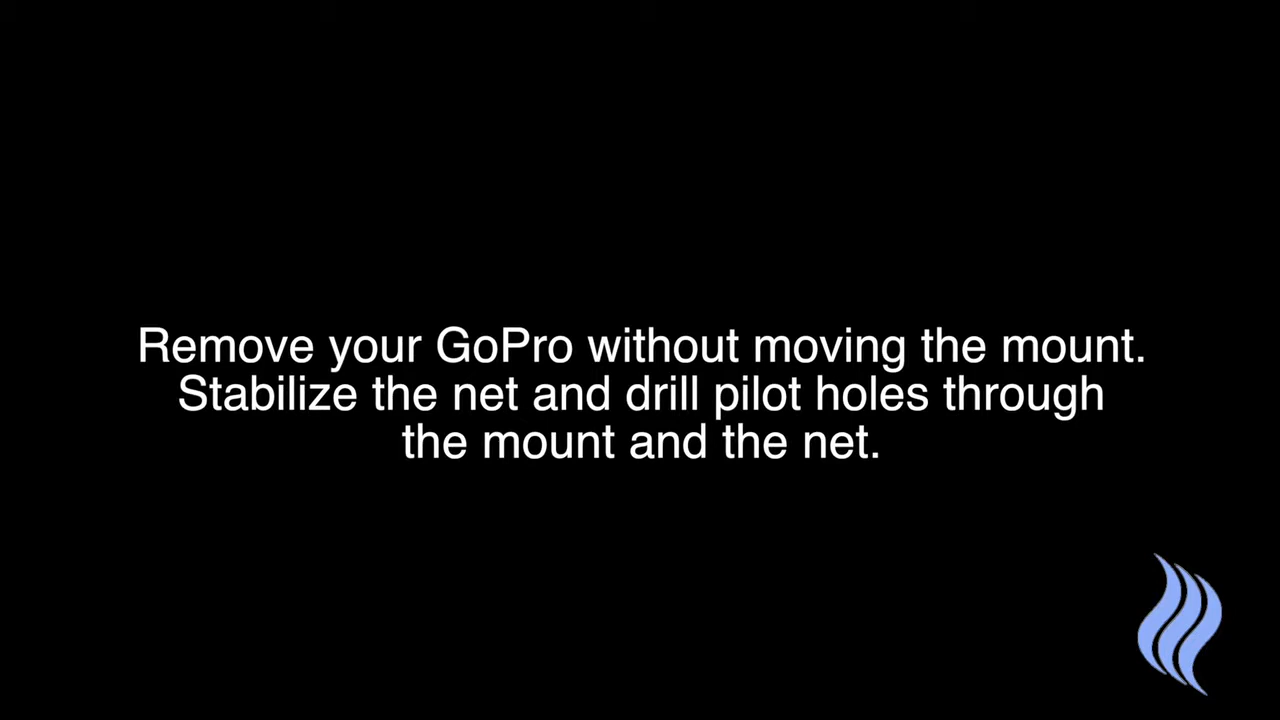 Remove your GoPro without moving the mount.
Stabilize the net and drill pilot holes through
the mount and the net.